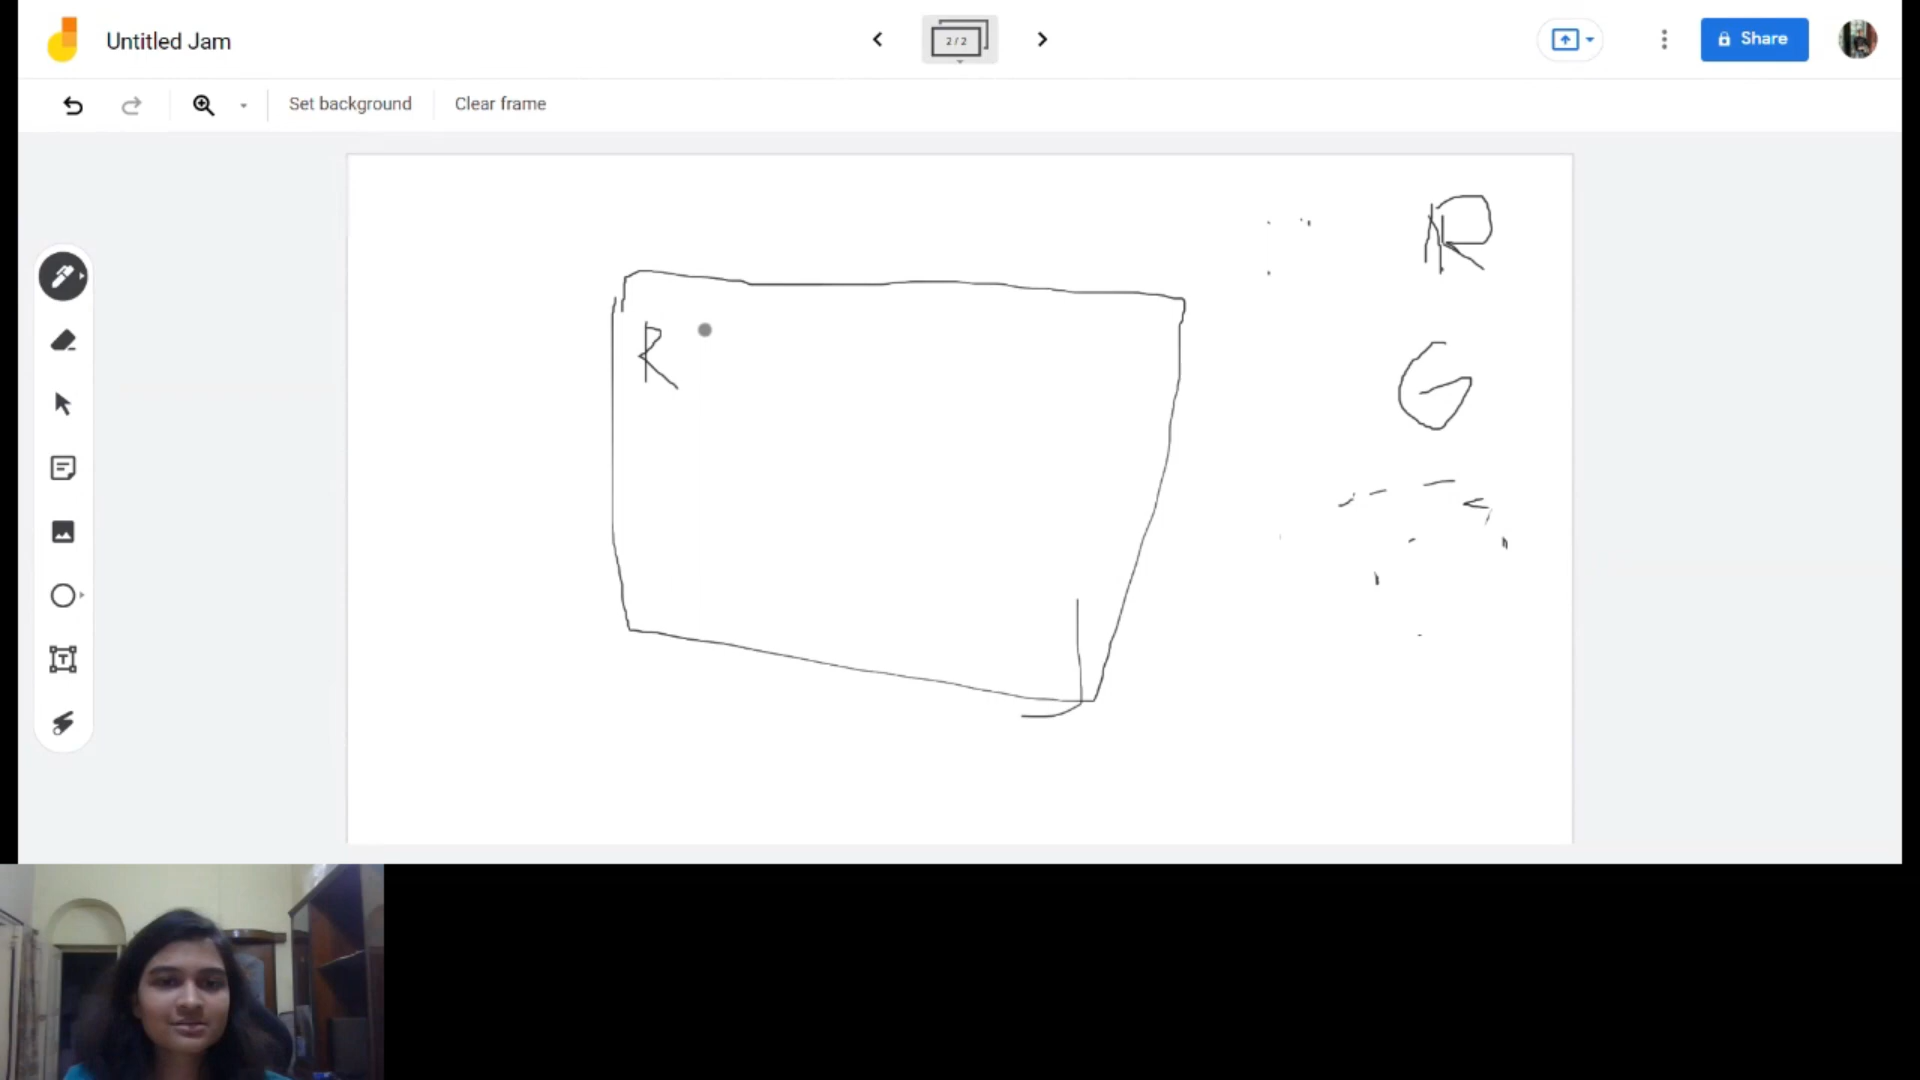 Untitled Jam
2 / 2
Share
Set background
Clear frame
R
R
G
T